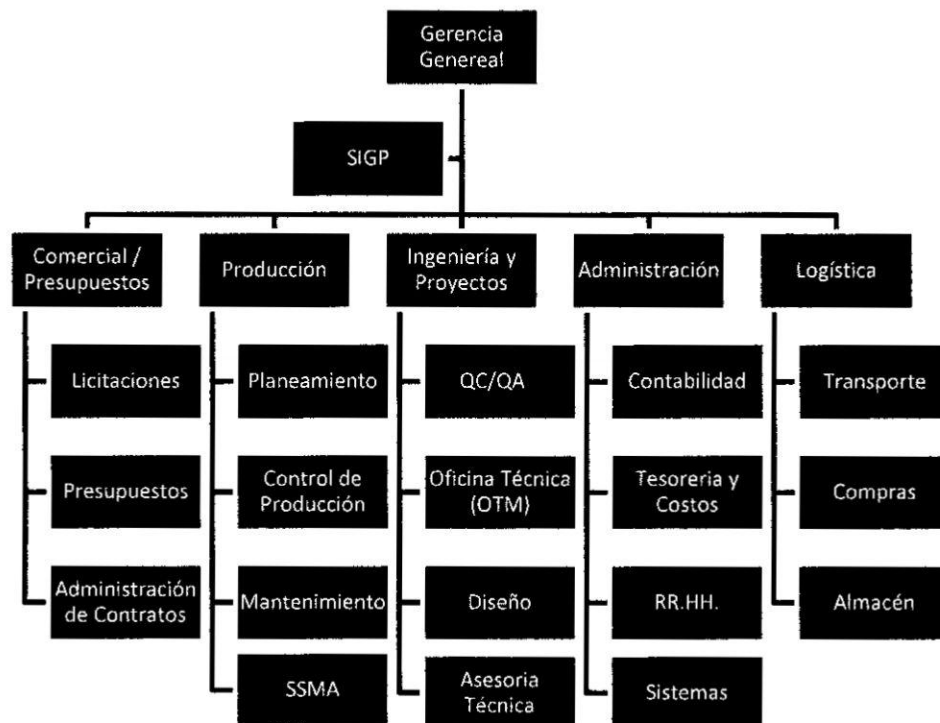 Gerencia
Genereal
SIGP
Comercial /
Presupuestos
Producción
Ingeniería y
Proyectos
Administración
Logística
Licitaciones
Planeamiento
QC/QA
Contabilidad
Transporte
Presupuestos
Control de
Producción
Oficina Técnica
(OTM)
Tesoreria y
Costos
Compras
Administración
de Contratos
Mantenimiento
Diseño
RR.HH.
Almacén
SSMA
Asesoria
Técnica
Sistemas